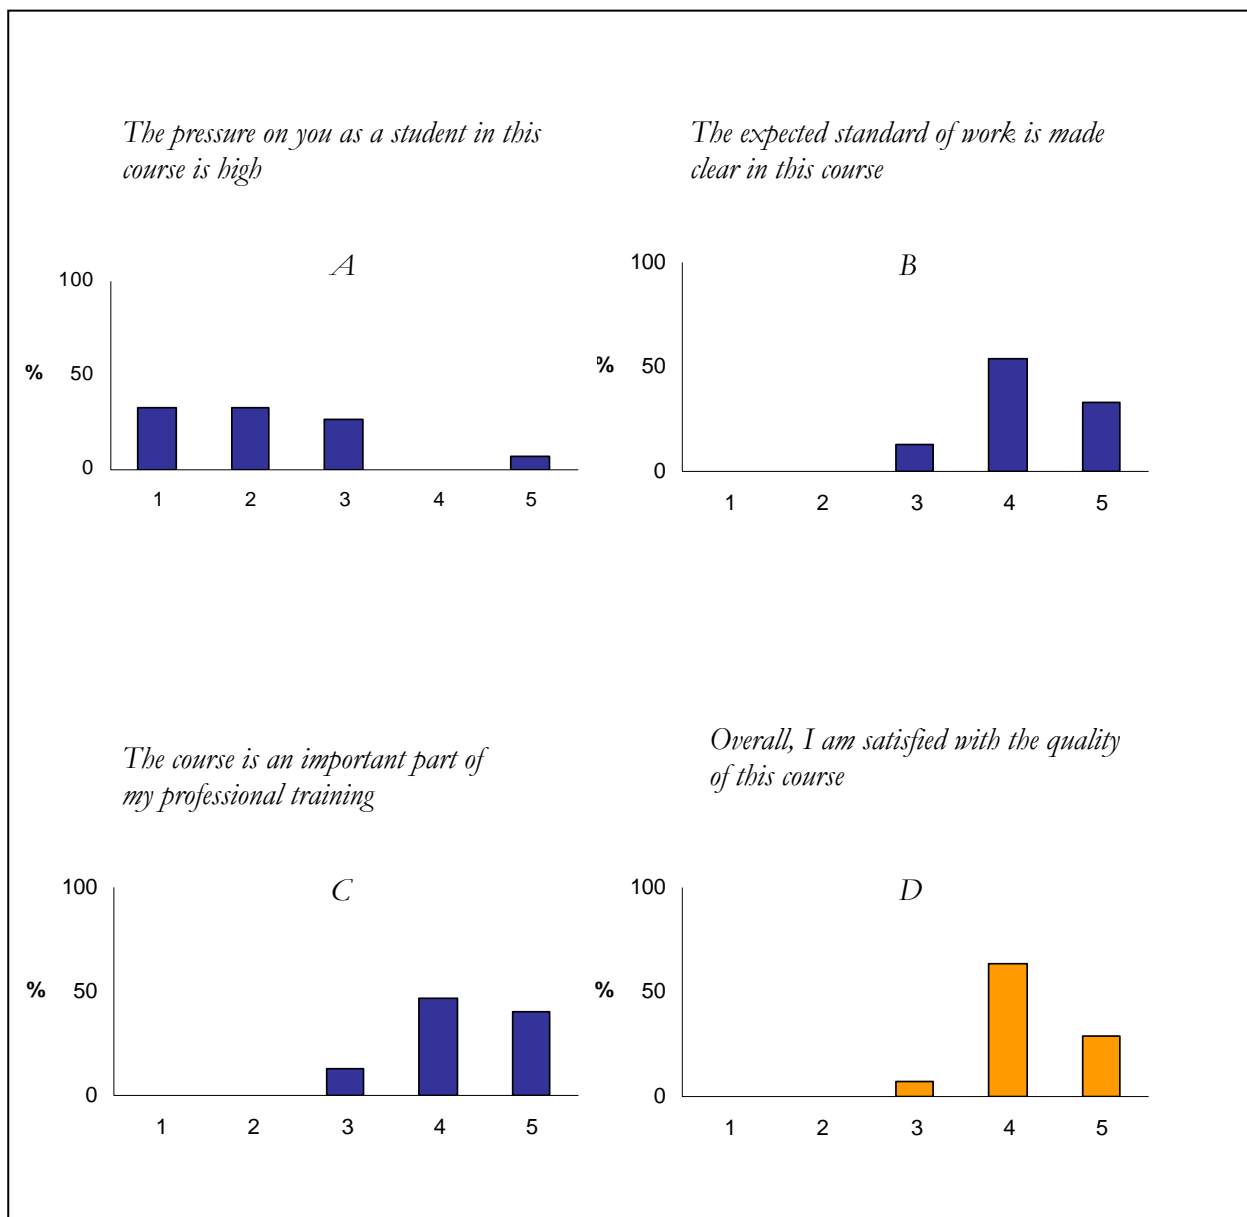 The pressure on you as a student in this
course is high
A
100
% 50
0
1 2 3 4 5
The expected standard of work is made
clear in this course
B
100
% 50
0
1 2 3 4 5
The course is an important part of
my professional training
C
100
% 50
0
1 2 3 4 5
Overall, I am satisfied with the quality
of this course
D
100
% 50
0
1 2 3 4 5